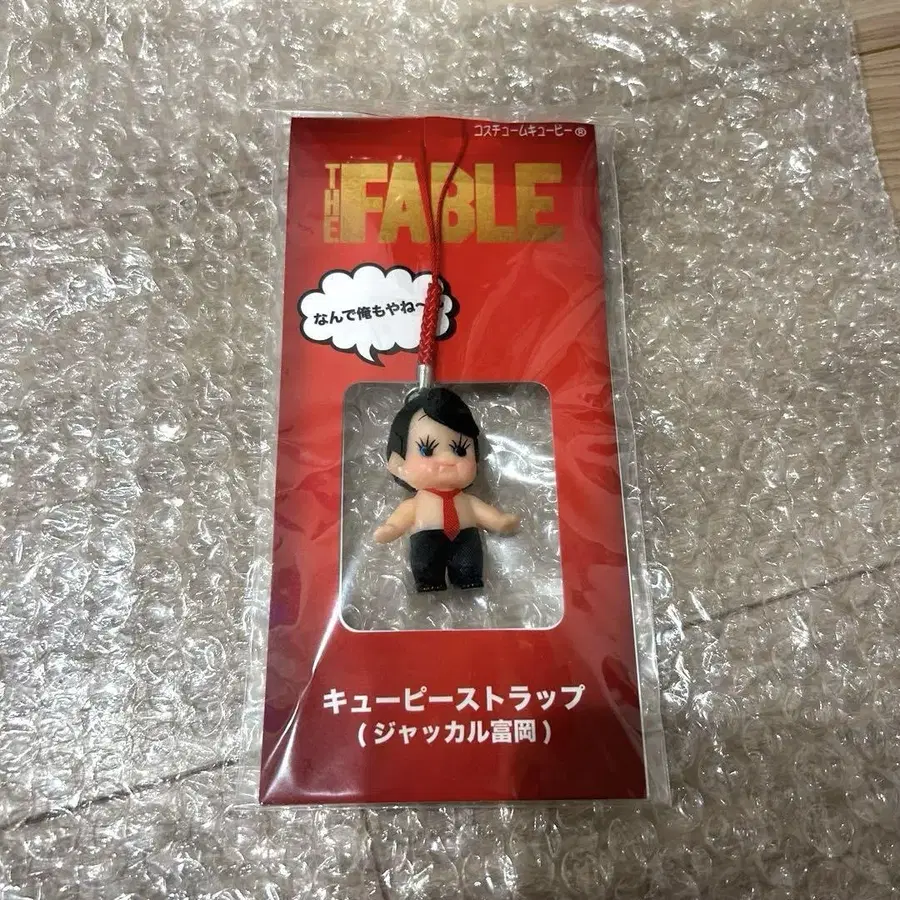 コスチュームキューピー®
THE FABLE
なんで俺もやね〜
キューピーストラップ
(ジャッカル富岡)